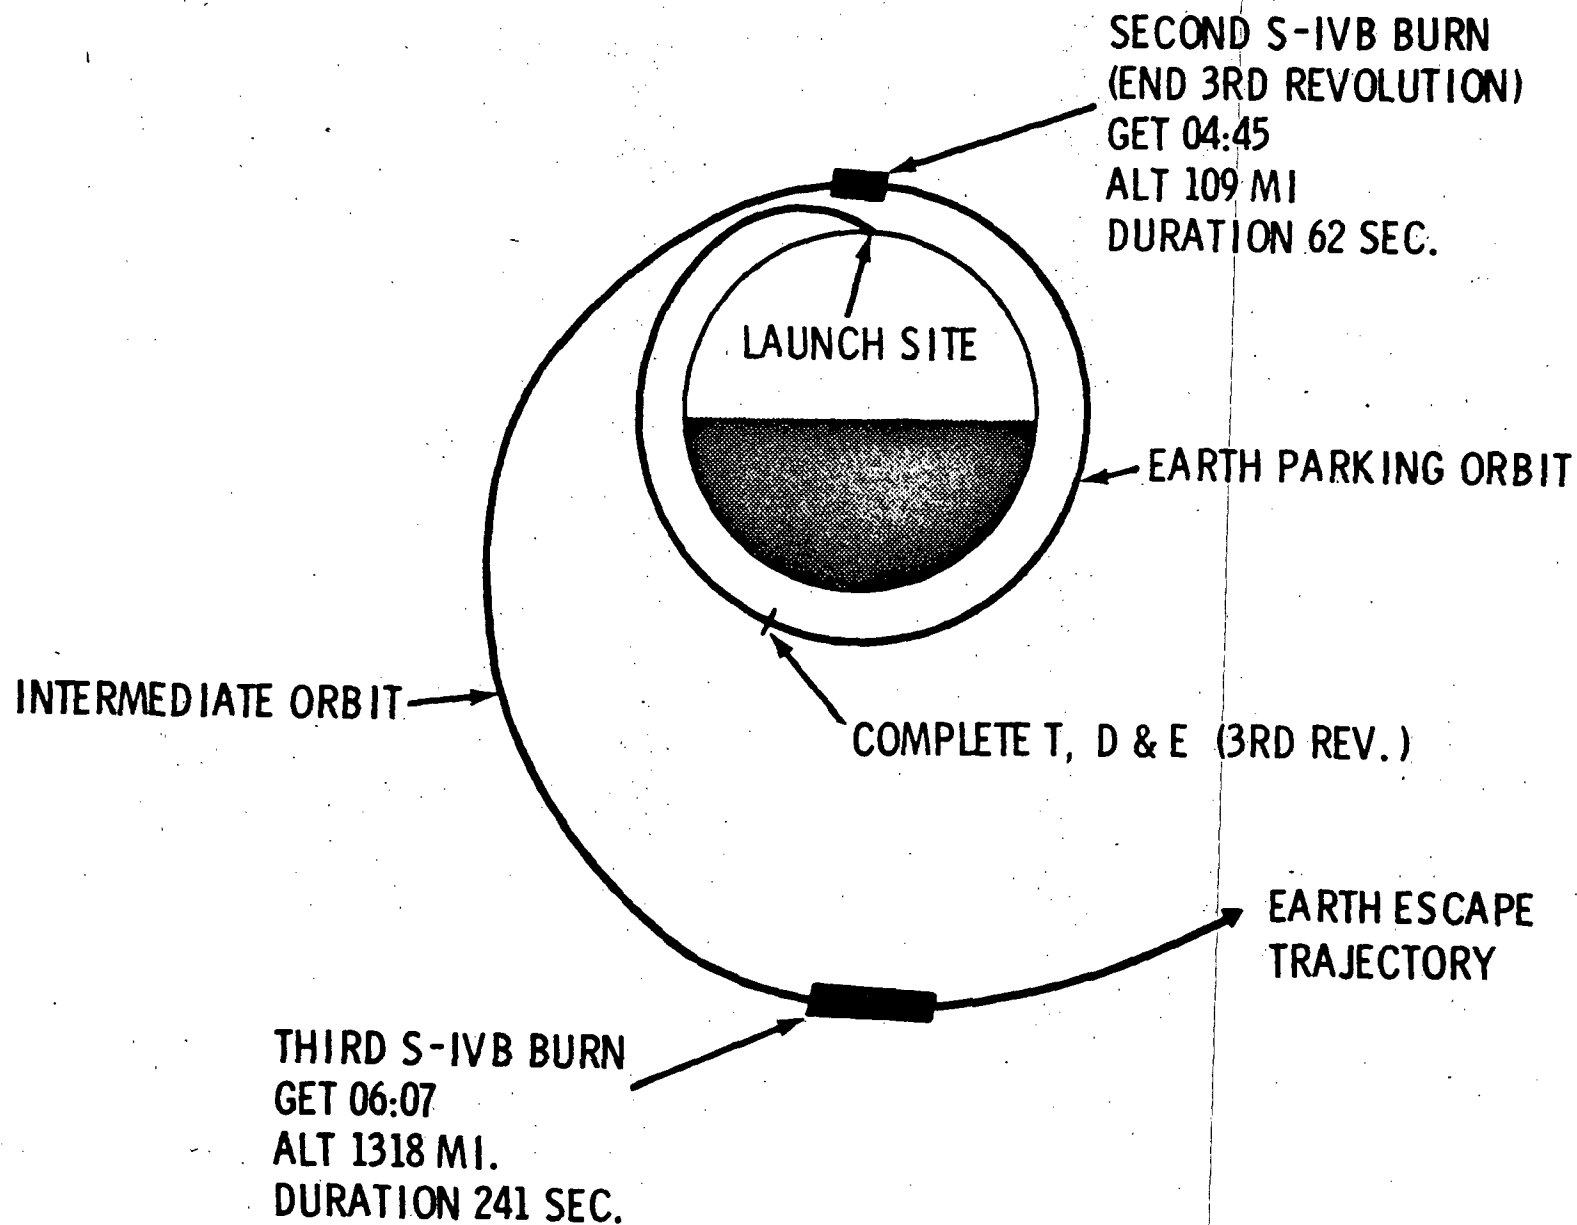 SECOND S-IVB BURN
(END 3RD REVOLUTION)
GET 04:45
ALT 109 MI
DURATION 62 SEC.
LAUNCH SITE
EARTH PARKING ORBIT
INTERMEDIATE ORBIT
COMPLETE T, D & E (3RD REV.)
EARTH ESCAPE
TRAJECTORY
THIRD S-IVB BURN
GET 06:07
ALT 1318 MI.
DURATION 241 SEC.